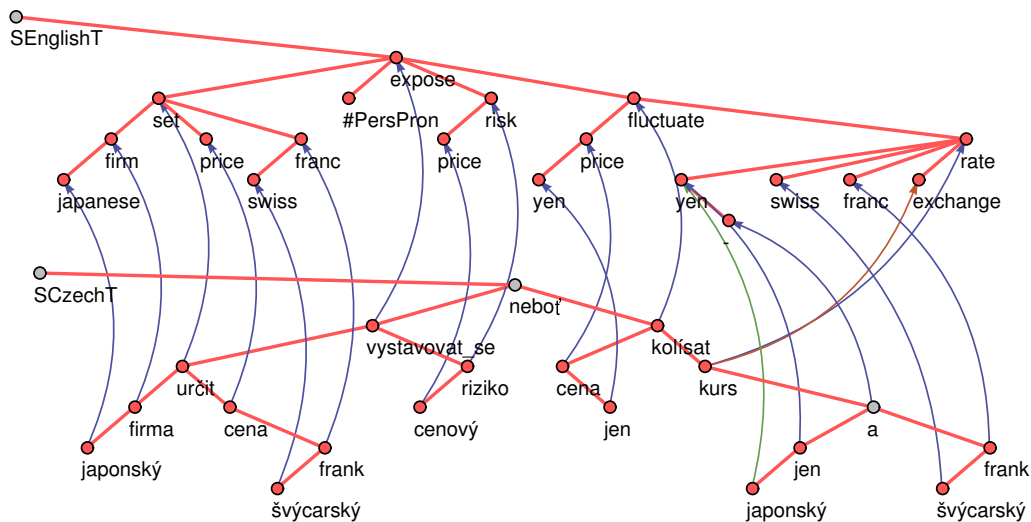 SEnglishT
expose
set #PersPron risk fluctuate
firm price franc price price rate
japanese swiss yen yen swiss franc exchange
-
SCzechT
neboť
vystavovat_se kolísat
určit riziko cena kurs
firma cena cenový jen a
japonský frank jen frank
švýcarský japonský švýcarský